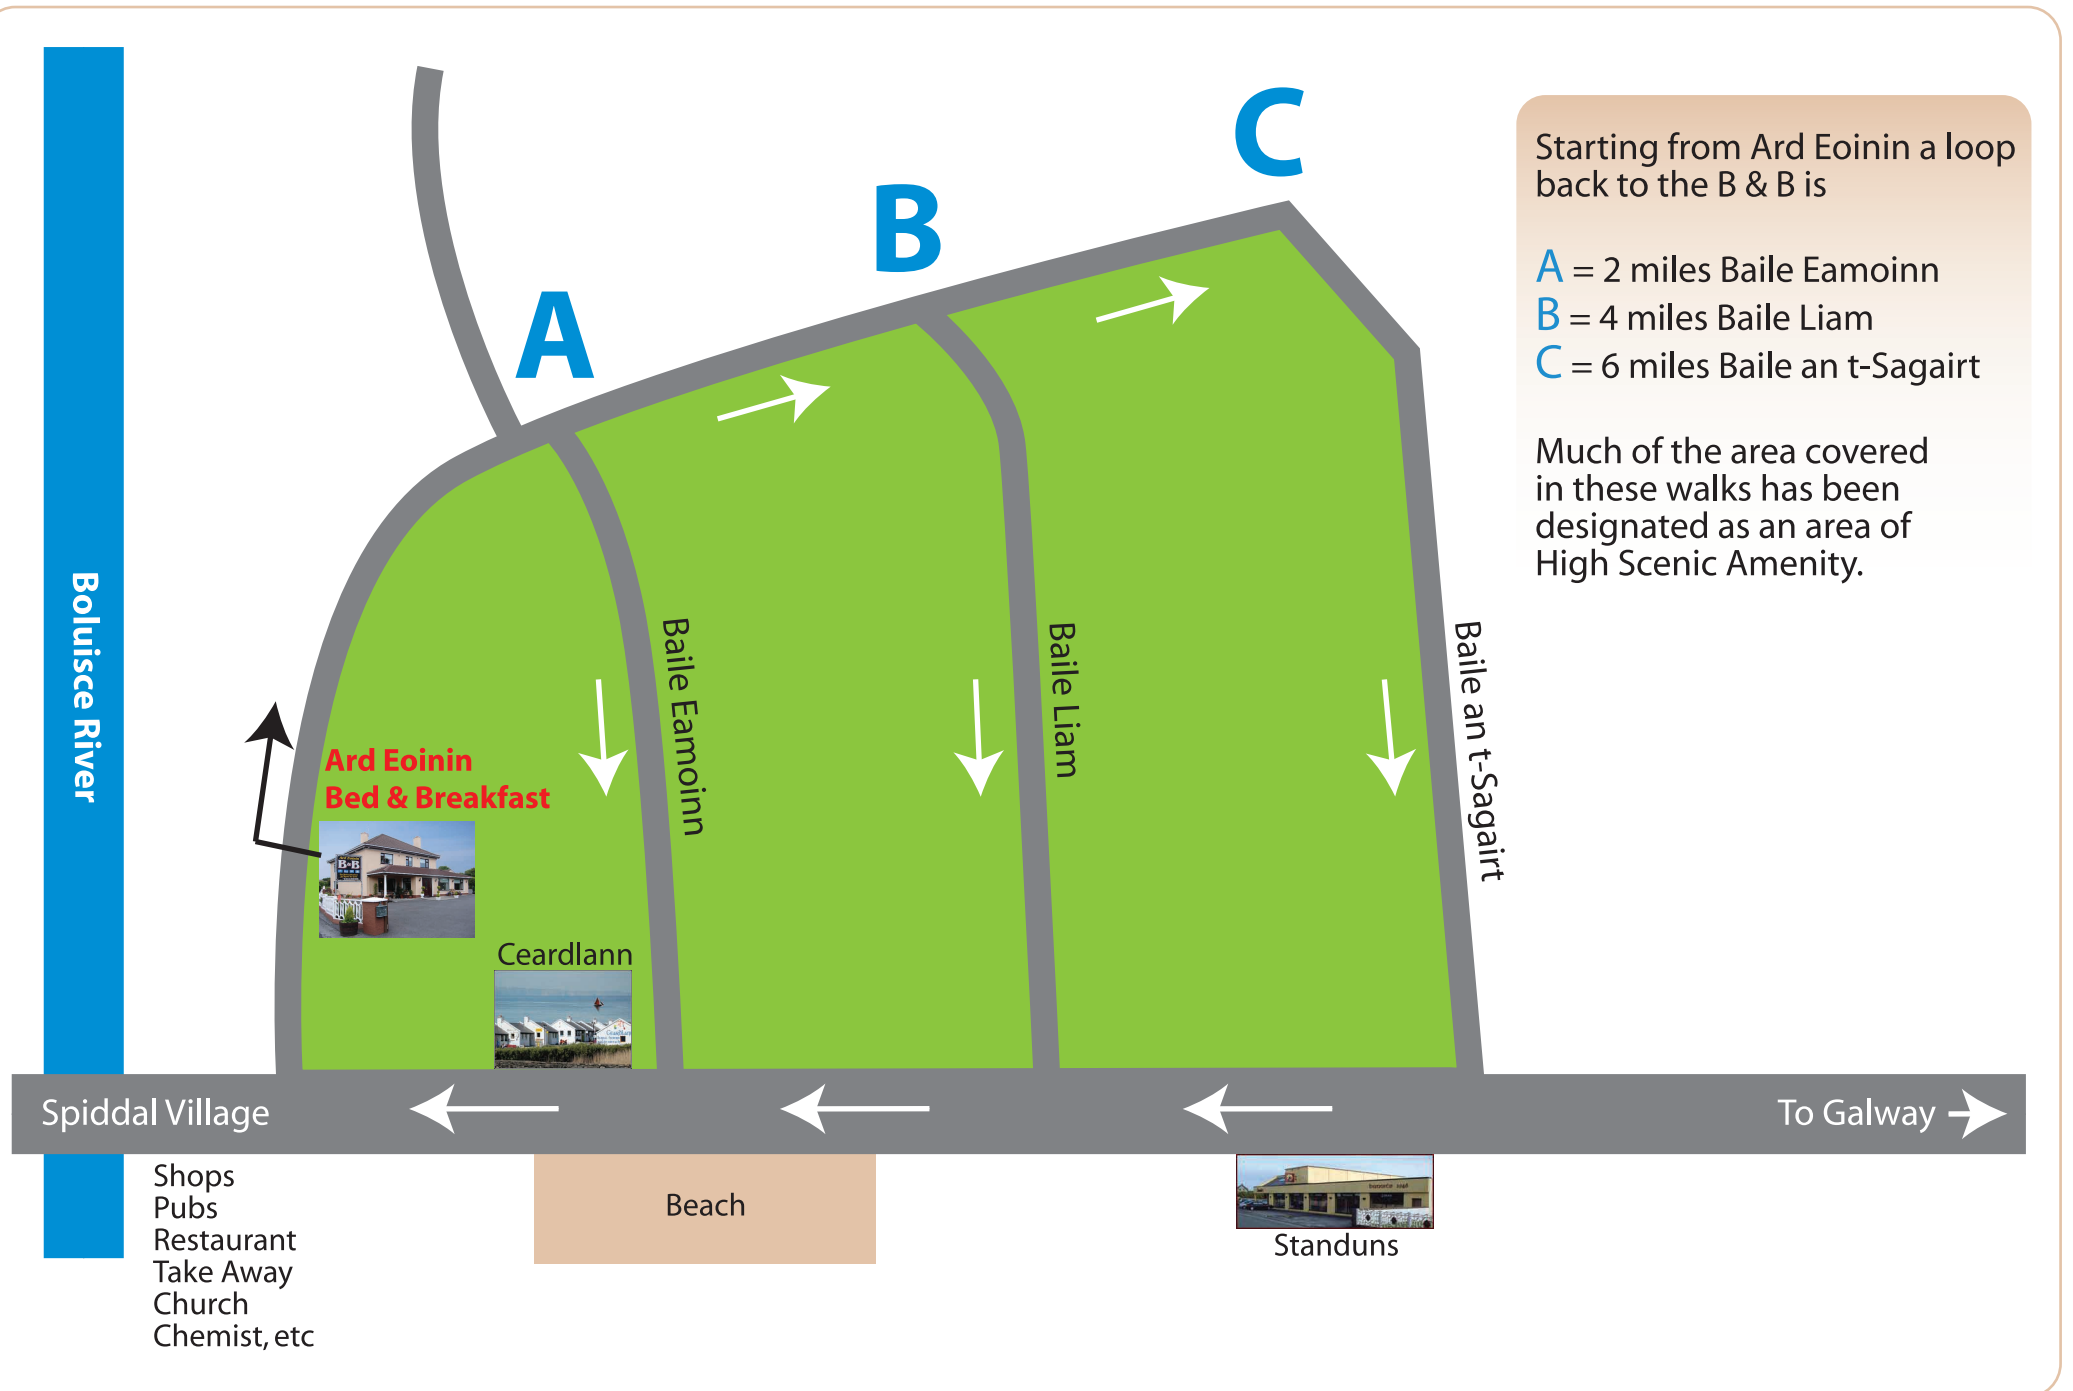 A
B
C
Starting from Ard Eoinin a loop
back to the B & B is
A = 2 miles Baile Eamoinn
B = 4 miles Baile Liam
C = 6 miles Baile an t-Sagairt
Much of the area covered
in these walks has been
designated as an area of
High Scenic Amenity.
Boluisce River
Baile Eamoinn
Baile Liam
Baile an t-Sagairt
Ard Eoinin
Bed & Breakfast
B&B
Ceardlann
Spiddal Village
To Galway
Shops
Pubs
Restaurant
Take Away
Church
Chemist, etc
Beach
Standuns